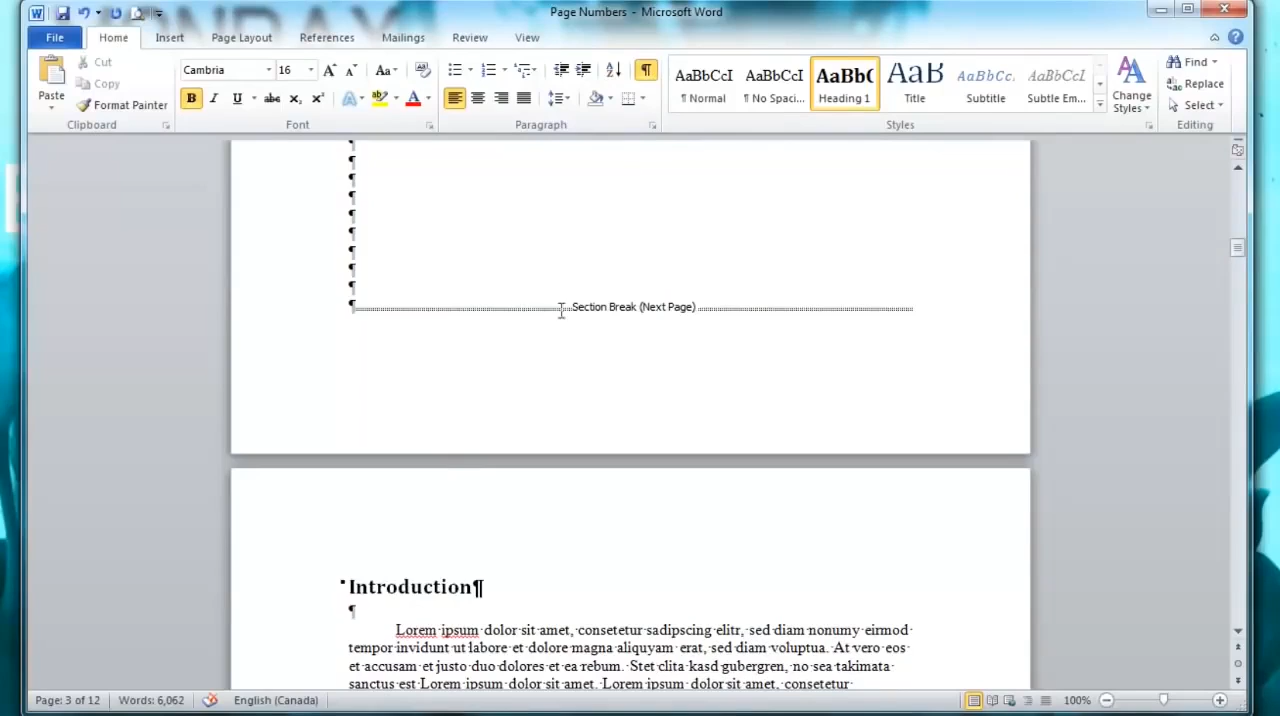 Page Numbers - Microsoft Word
File Home Insert Page Layout References Mailings Review View
Paste
Cut
Copy
Format Painter
Clipboard
Cambria 16
Font
Paragraph
AaBbCcI AaBbCcI AaBbC AaB AaBbCc. AaBbCcI
¶ Normal ¶ No Spaci... Heading 1 Title Subtitle Subtle Em...
Change
Styles
Styles
Find
Replace
Select
Editing
¶
¶
¶
¶
¶
¶
¶
¶
¶
¶ Section Break (Next Page)
Introduction¶
¶
Lorem·ipsum·dolor·sit·amet,·consetetur·sadipscing·elitr,·sed·diam·nonumy·eirmod·
tempor·invidunt·ut·labore·et·dolore·magna·aliquyam·erat,·sed·diam·voluptua.·At·vero·eos·
et·accusam·et·justo·duo·dolores·et·ea·rebum.·Stet·clita·kasd·gubergren,·no·sea·takimata·
sanctus·est·Lorem·ipsum·dolor·sit·amet.·Lorem·ipsum·dolor·sit·amet,·consetetur·
Page: 3 of 12 Words: 6,062 English (Canada) 100%